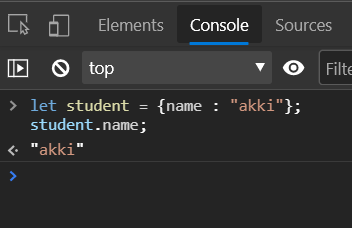 Elements Console Sources
top Filte
let student = {name : "akki"};
student.name;
"akki"